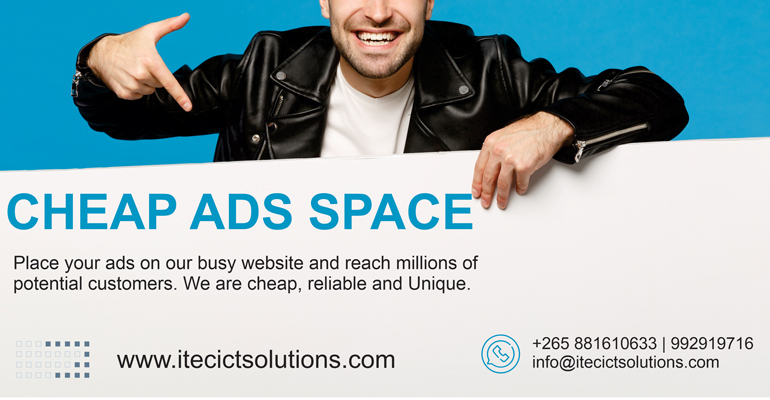 CHEAP ADS SPACE
Place your ads on our busy website and reach millions of
potential customers. We are cheap, reliable and Unique.
www.itecictsolutions.com
+265 881610633 | 992919716
info@itecictsolutions.com